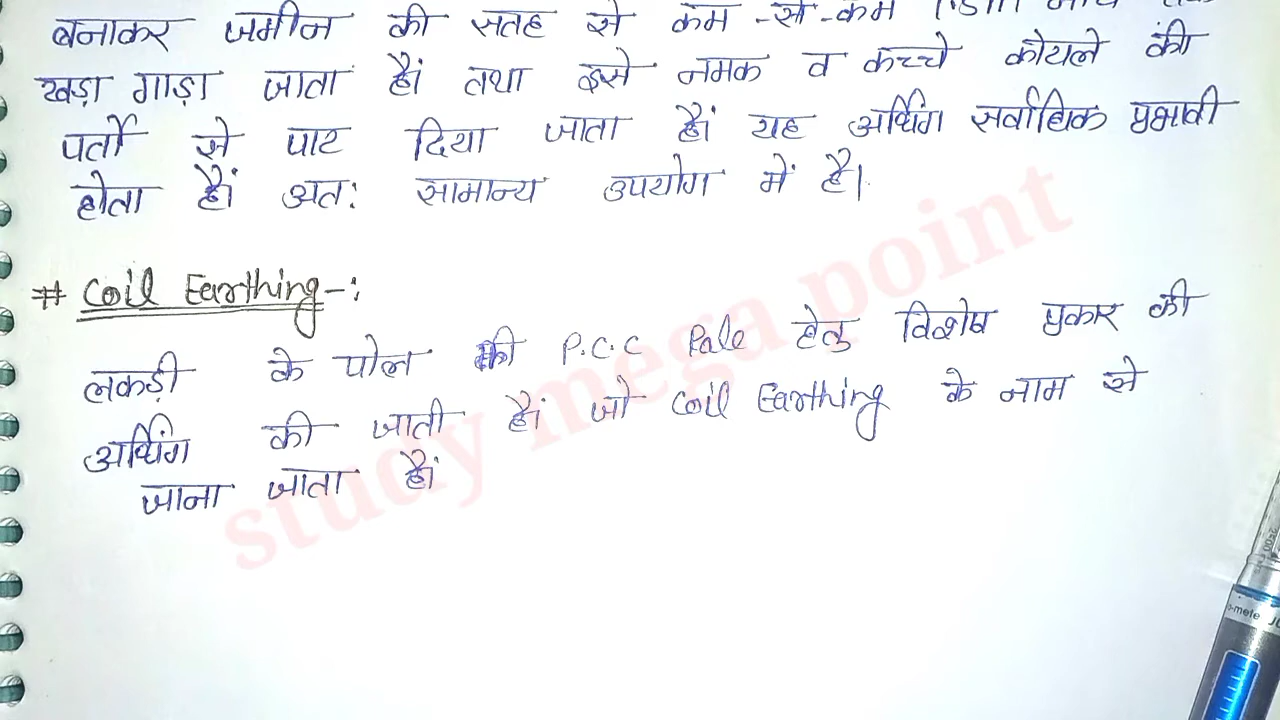 बनाकर जमीन की सतह से कम-से-कम
खड़ा गाड़ा जाता हैं। तथा इसे नमक व कच्चे कोयले की
पर्तो से पाट दिया जाता हैं। यह अर्थिंग सर्वाधिक प्रभावी
होता हैं। अत: सामान्य उपयोग में है।
# Coil Earthing-:
लकड़ी के पोल की P.C.C Pole हेतु विशेष प्रकार की
अर्थिंग की जाती हैं। जो Coil Earthing के नाम से
जाना जाता हैं।
study mega point